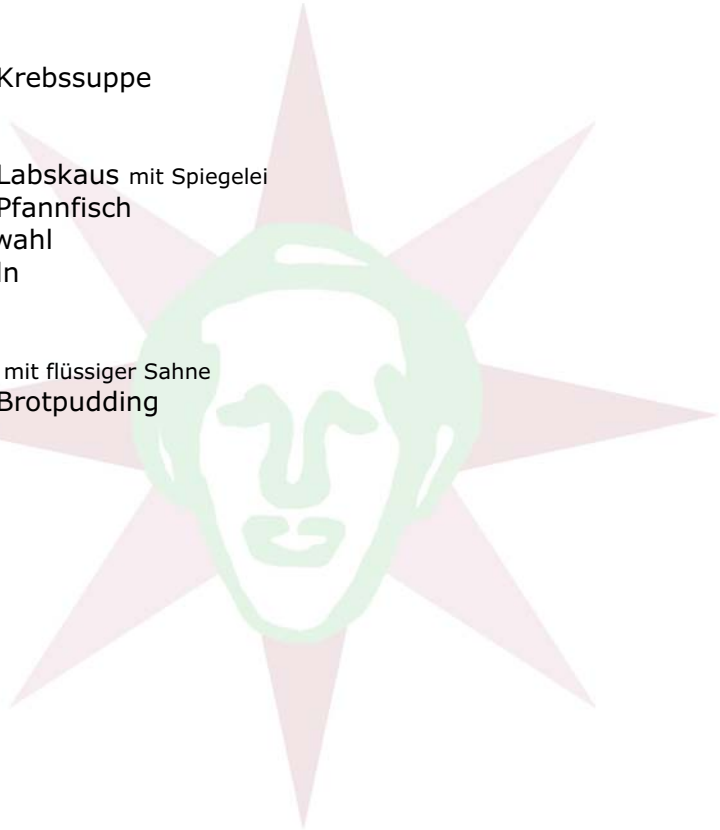 Krebssuppe
Labskaus mit Spiegelei
Pfannfisch
wahl
ln
mit flüssiger Sahne
Brotpudding